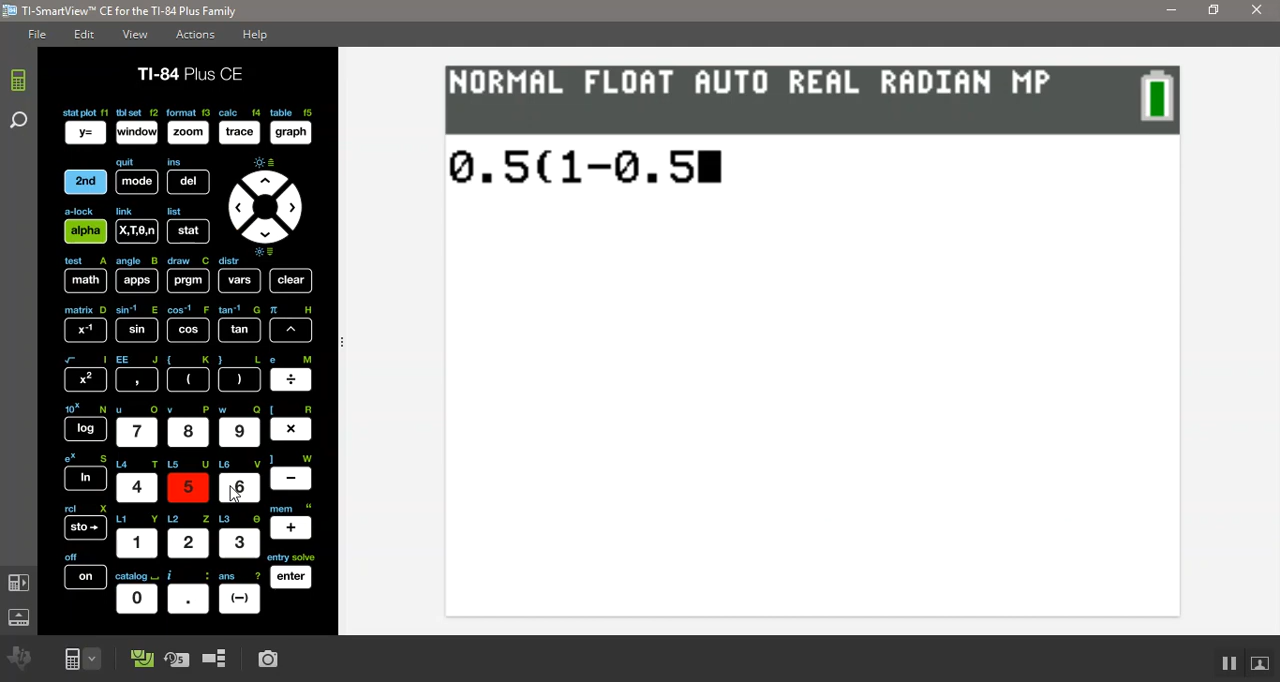 TI-SmartView™ CE for the TI-84 Plus Family
File Edit View Actions Help
TI-84 Plus CE
stat plot f1 tbl set f2 format f3 calc f4 table f5
y= window zoom trace graph
quit ins
2nd mode del
a-lock link list
alpha X,T,θ,n stat
test A angle B draw C distr
math apps prgm vars clear
matrix D sin⁻¹ E cos⁻¹ F tan⁻¹ G π H
x⁻¹ sin cos tan ^
√ I EE J { K } L e M
x² , ( ) ÷
10ˣ N u O v P w Q [ R
log 7 8 9 ×
eˣ S L4 T L5 U L6 V ] W
ln 4 5 6 −
rcl X L1 Y L2 Z L3 θ mem “
sto→ 1 2 3 +
off catalog ⎵ i : ans ? entry solve
on 0 . (−) enter
NORMAL FLOAT AUTO REAL RADIAN MP
0.5(1-0.5